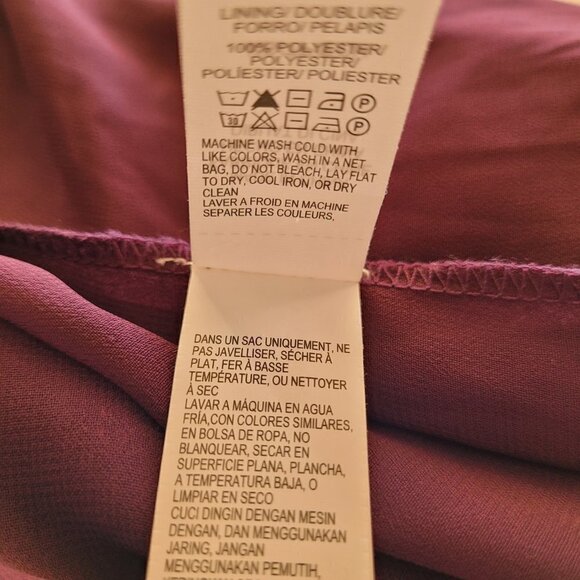 LINING/ DOUBLURE/
FORRO/ PELAPIS
100% POLYESTER/
POLYESTER/
POLIÉSTER/ POLIESTER
P
30
P
MACHINE WASH COLD WITH
LIKE COLORS, WASH IN A NET
BAG, DO NOT BLEACH, LAY FLAT
TO DRY, COOL IRON, OR DRY
CLEAN
LAVER A FROID EN MACHINE
SEPARER LES COULEURS,
DANS UN SAC UNIQUEMENT, NE
PAS JAVELLISER, SÉCHER À
PLAT, FER À BASSE
TEMPÉRATURE, OU NETTOYER
À SEC
LAVAR A MÁQUINA EN AGUA
FRÍA,CON COLORES SIMILARES,
EN BOLSA DE ROPA, NO
BLANQUEAR, SECAR EN
SUPERFICIE PLANA, PLANCHA,
A TEMPERATURA BAJA, O
LIMPIAR EN SECO
CUCI DINGIN DENGAN MESIN
DENGAN, DAN MENGGUNAKAN
JARING, JANGAN
MENGGUNAKAN PEMUTIH,